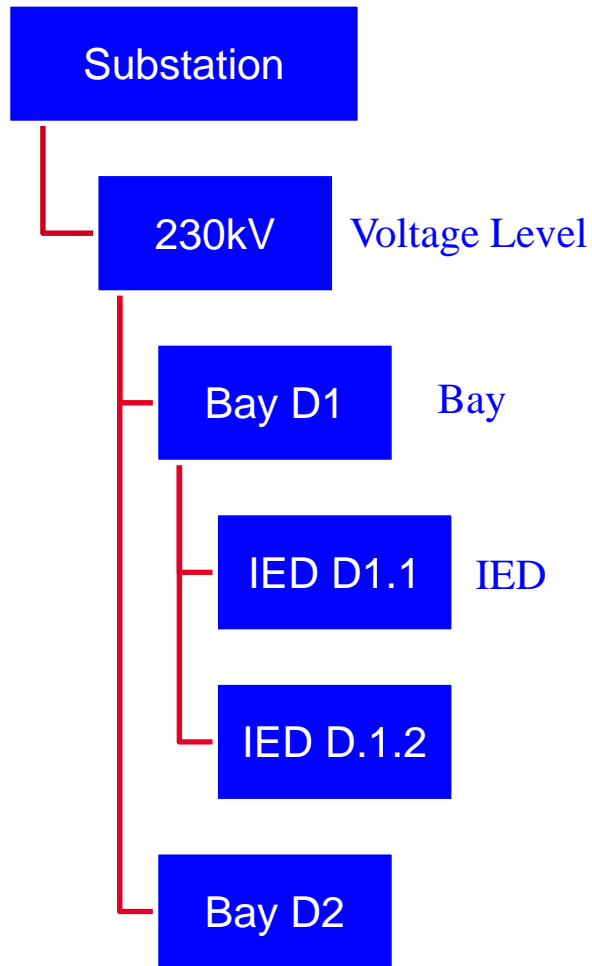 Substation
230kV
Voltage Level
Bay D1
Bay
IED D1.1
IED
IED D.1.2
Bay D2